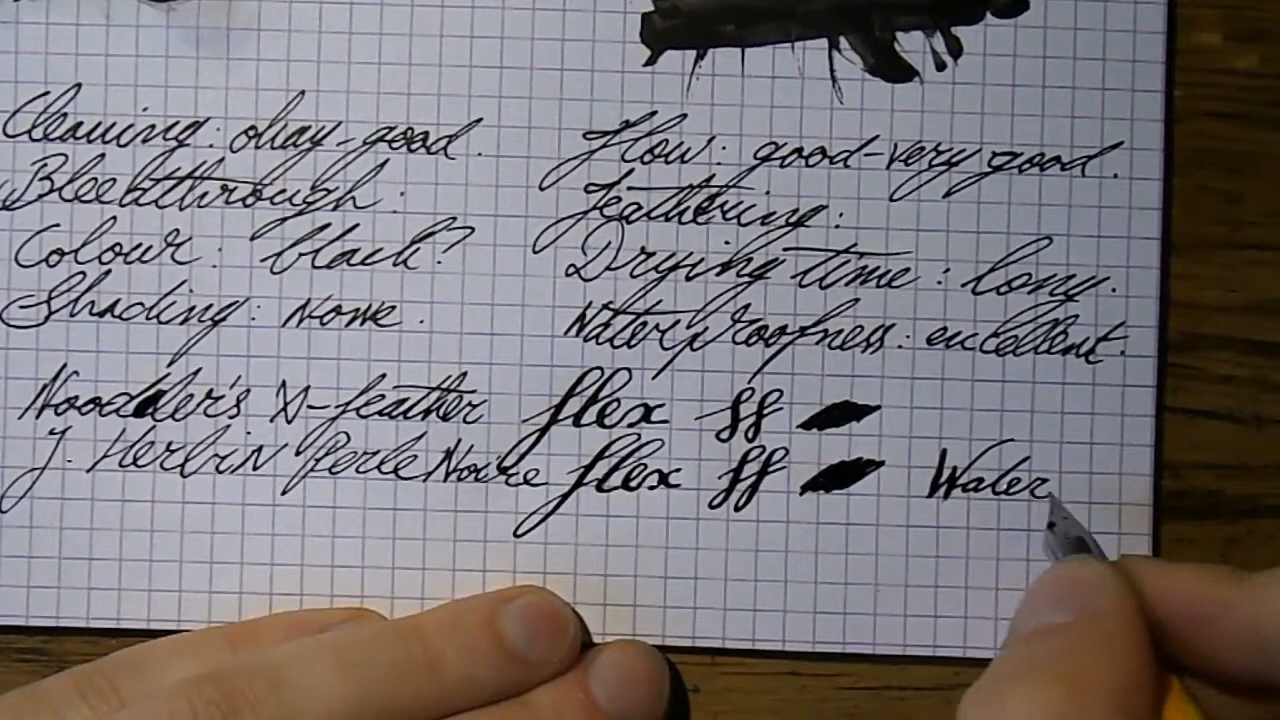 Cleaning: okay-good.
Flow: good-very good.
Bleedthrough:
Feathering:
Colour: black?
Drying time: long.
Shading: None.
Waterproofness: excellent.
Noodler's X-feather flex ff
J. Herbin Perle Noire flex ff Water